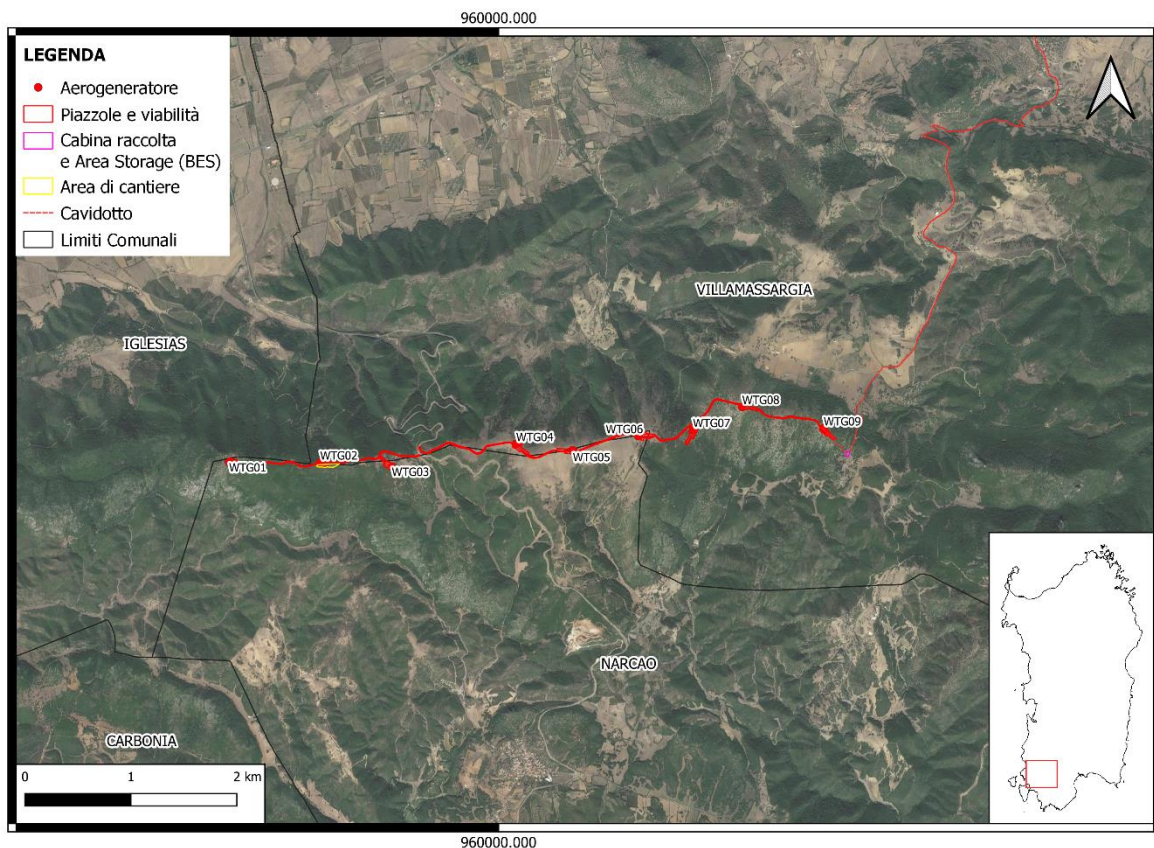 960000.000
LEGENDA
Aerogeneratore
Piazzole e viabilità
Cabina raccolta
e Area Storage (BES)
Area di cantiere
Cavidotto
Limiti Comunali
VILLAMASSARGIA
IGLESIAS
WTG08
WTG09
WTG07
WTG06
WTG04
WTG05
WTG02
WTG01
WTG03
NARCAO
CARBONIA
0 1 2 km
960000.000